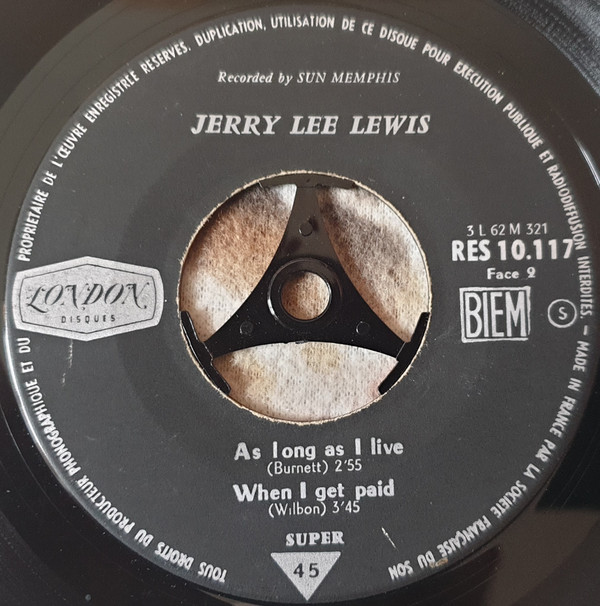 TOUS DROITS DU PRODUCTEUR PHONOGRAPHIQUE ET DU PROPRIETAIRE DE L'ŒUVRE ENREGISTREE RESERVES. DUPLICATION, UTILISATION DE CE DISQUE POUR EXECUTION PUBLIQUE ET RADIODIFFUSION INTERDITES. - MADE IN FRANCE PAR LA SOCIÉTÉ FRANÇAISE DU SON
Recorded by SUN MEMPHIS
JERRY LEE LEWIS
3 L 62 M 321
RES 10.117
Face 2
LONDON
DISQUES
BIEM
S
As long as I live
(Burnett) 2'55
When I get paid
(Wilbon) 3'45
SUPER
45